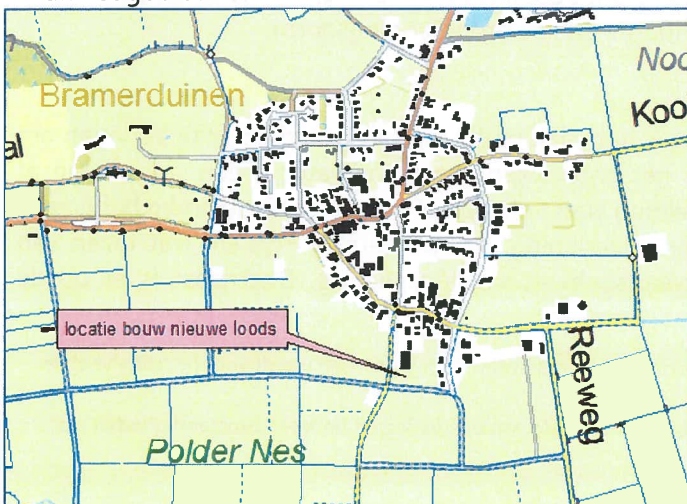 Bramerduinen
Noo
Koo
al
locatie bouw nieuwe loods
Reeweg
Polder Nes